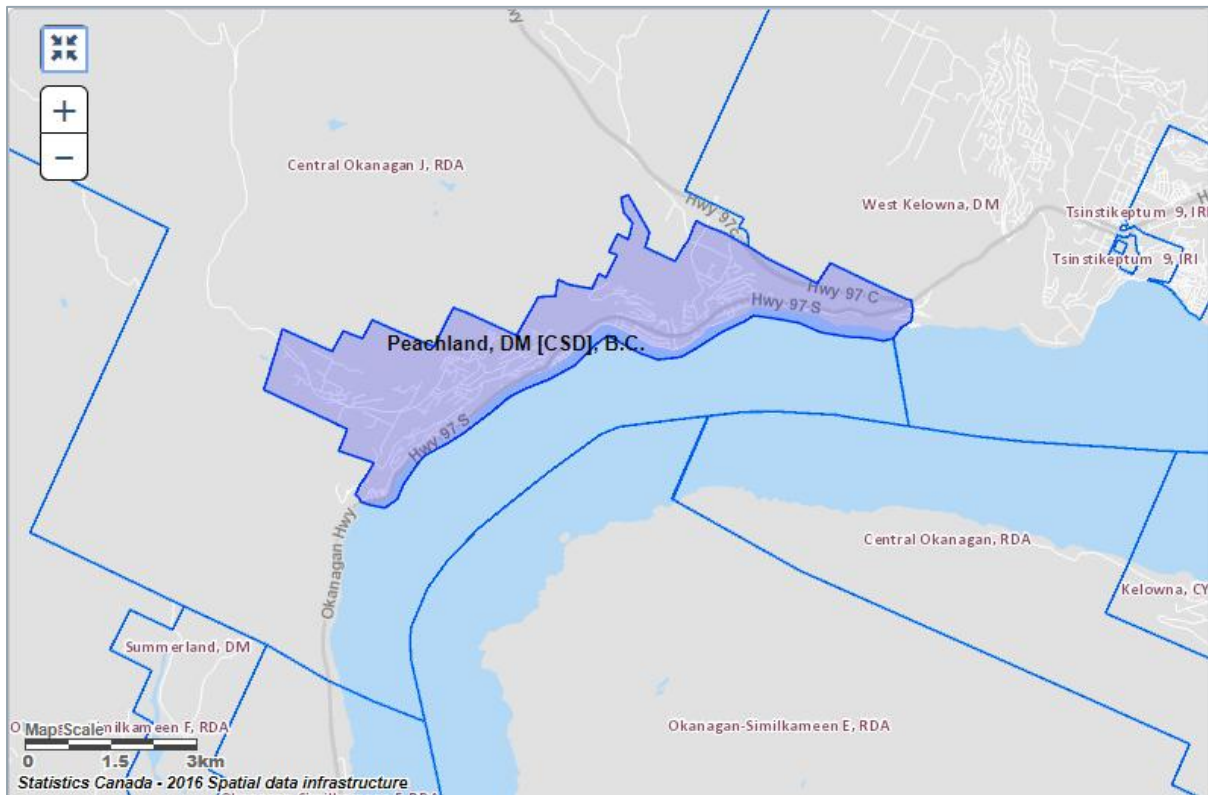 Hwy
Central Okanagan J, RDA
Hwy 97c
West Kelowna, DM
Tsinstikeptum 9, IRI
Tsinstikeptum 9, IRI
Hwy 97 C
Hwy 97 S
Peachland, DM [CSD], B.C.
Hwy 97 S
Okanagan Hwy
Central Okanagan, RDA
Kelowna, CY
Summerland, DM
Okanagan-Similkameen E, RDA
Similkameen F, RDA
Map Scale
0 1.5 3km
Statistics Canada - 2016 Spatial data infrastructure